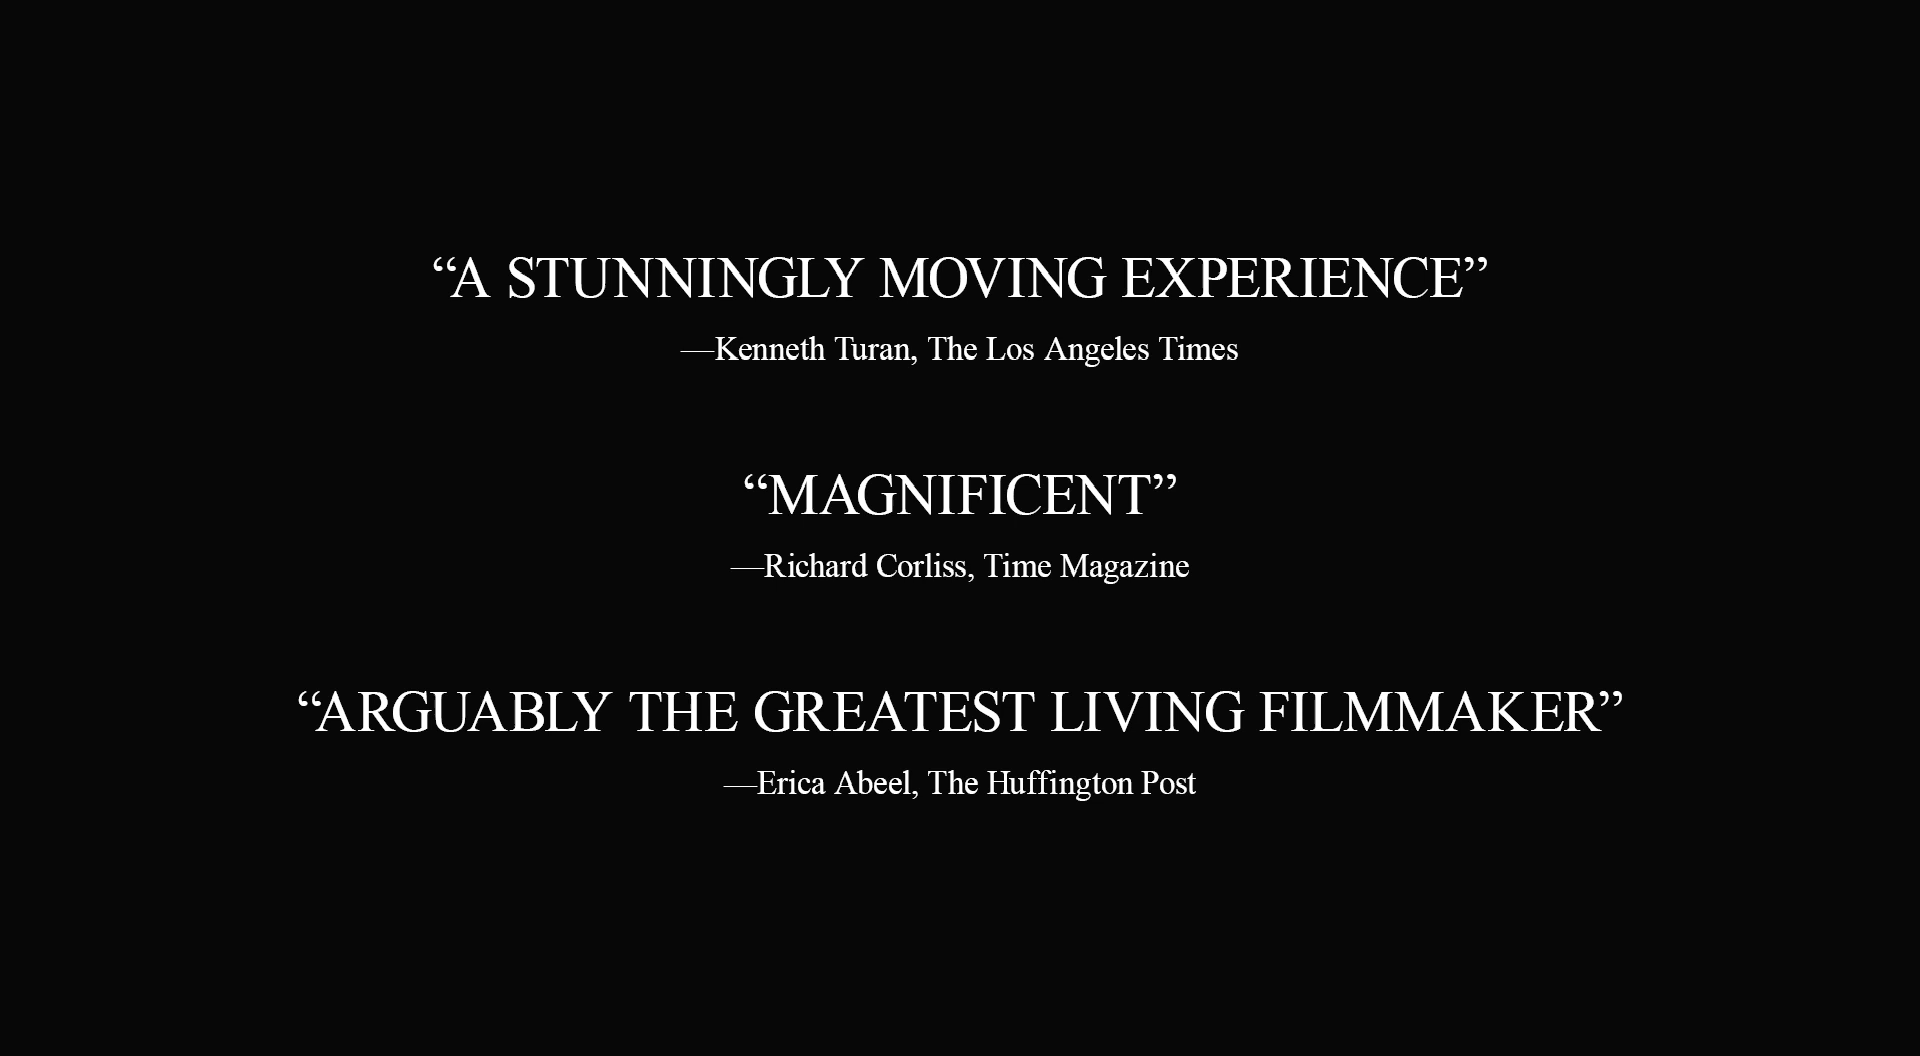 “A STUNNINGLY MOVING EXPERIENCE”
—Kenneth Turan, The Los Angeles Times
“MAGNIFICENT”
—Richard Corliss, Time Magazine
“ARGUABLY THE GREATEST LIVING FILMMAKER”
—Erica Abeel, The Huffington Post